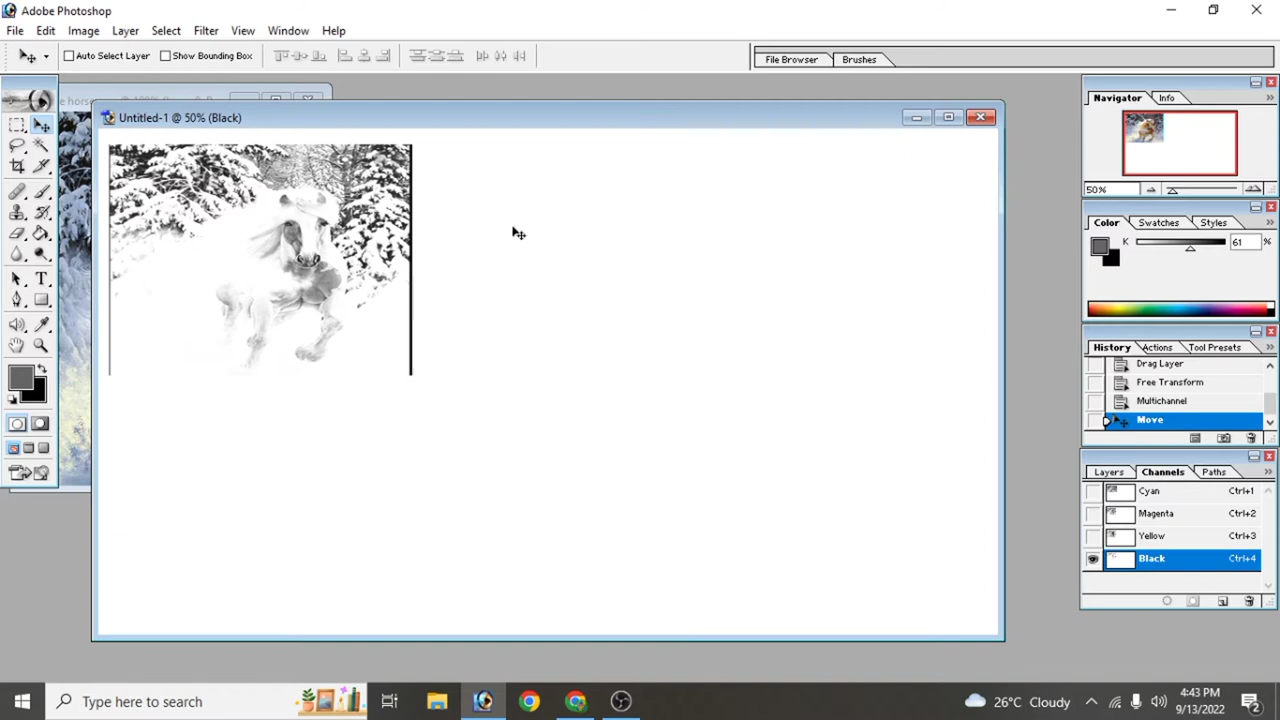 Adobe Photoshop
File Edit Image Layer Select Filter View Window Help
Auto Select Layer Show Bounding Box
File Browser Brushes
Untitled-1 @ 50% (Black)
Navigator Info
50%
Color Swatches Styles
K 61 %
History Actions Tool Presets
Drag Layer
Free Transform
Multichannel
Move
Layers Channels Paths
Cyan Ctrl+1
Magenta Ctrl+2
Yellow Ctrl+3
Black Ctrl+4
Type here to search
26°C Cloudy
4:43 PM
9/13/2022
2